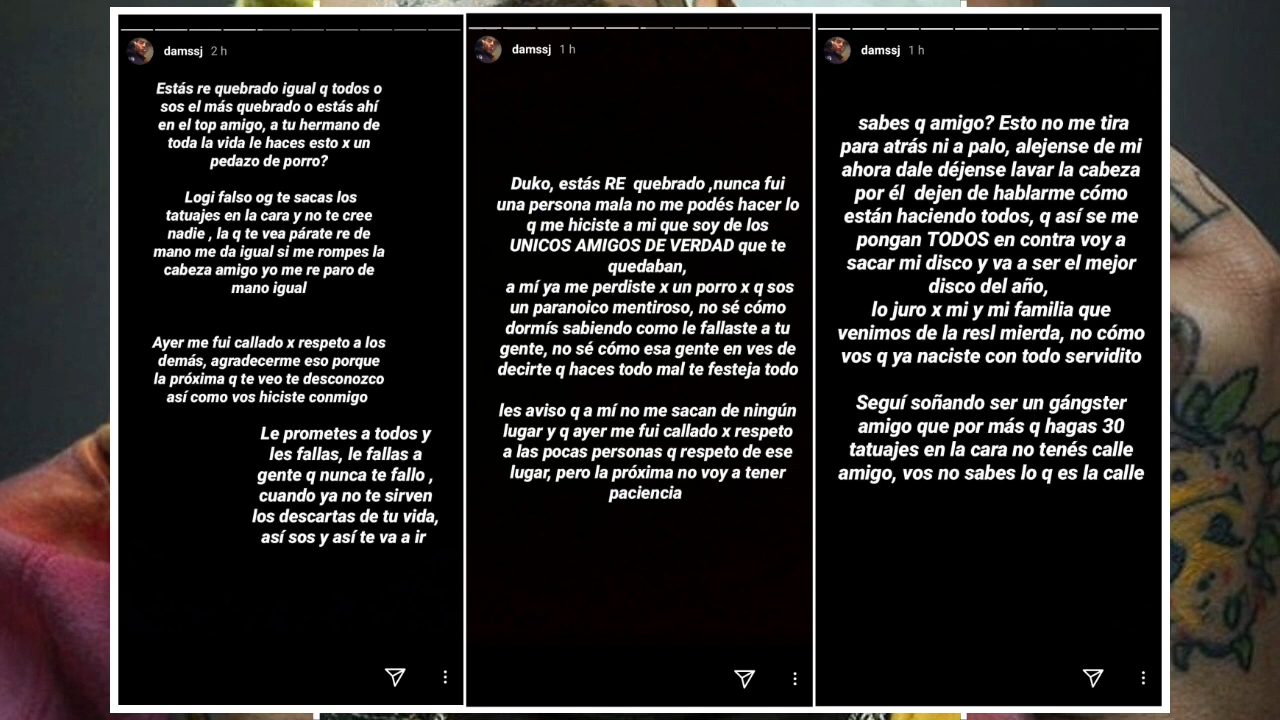 damssj 2 h
Estás re quebrado igual q todos o
sos el más quebrado o estás ahí
en el top amigo, a tu hermano de
toda la vida le haces esto x un
pedazo de porro?
Logi falso og te sacas los
tatuajes en la cara y no te cree
nadie , la q te vea párate re de
mano me da igual si me rompes la
cabeza amigo yo me re paro de
mano igual
Ayer me fui callado x respeto a los
demás, agradecerme eso porque
la próxima q te veo te desconozco
así como vos hiciste conmigo
Le prometes a todos y
les fallas, le fallas a
gente q nunca te fallo ,
cuando ya no te sirven
los descartas de tu vida,
así sos y así te va a ir
damssj 1 h
Duko, estás RE quebrado ,nunca fui
una persona mala no me podés hacer lo
q me hiciste a mi que soy de los
UNICOS AMIGOS DE VERDAD que te
quedaban,
a mí ya me perdiste x un porro x q sos
un paranoico mentiroso, no sé cómo
dormís sabiendo como le fallaste a tu
gente, no sé cómo esa gente en ves de
decirte q haces todo mal te festeja todo
les aviso q a mí no me sacan de ningún
lugar y q ayer me fui callado x respeto
a las pocas personas q respeto de ese
lugar, pero la próxima no voy a tener
paciencia
damssj 1 h
sabes q amigo? Esto no me tira
para atrás ni a palo, alejense de mi
ahora dale déjense lavar la cabeza
por él dejen de hablarme cómo
están haciendo todos, q así se me
pongan TODOS en contra voy a
sacar mi disco y va a ser el mejor
disco del año,
lo juro x mi y mi familia que
venimos de la resl mierda, no cómo
vos q ya naciste con todo servidito
Seguí soñando ser un gángster
amigo que por más q hagas 30
tatuajes en la cara no tenés calle
amigo, vos no sabes lo q es la calle